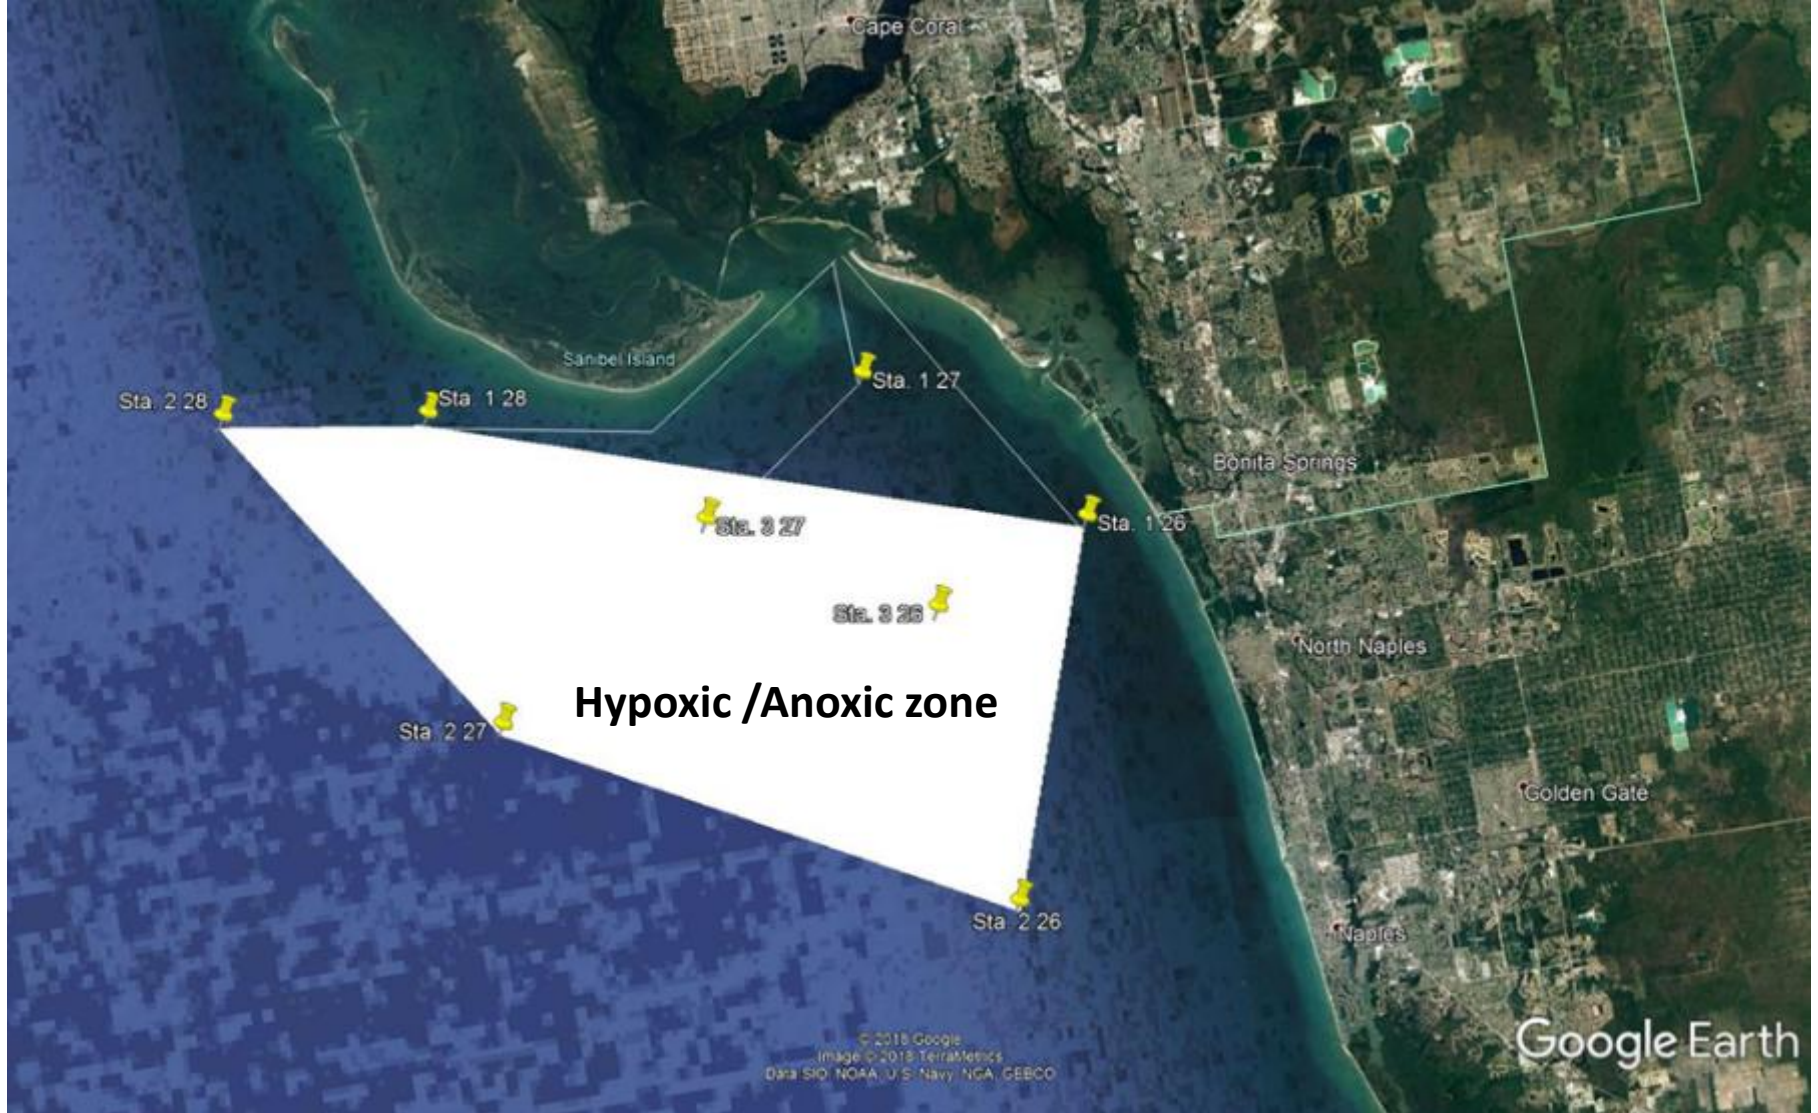 Cape Coral
Sanibel Island
Sta. 1 27
Sta. 2 28
Sta. 1 28
Bonita Springs
Sta. 3 27
Sta. 1 26
Sta. 3 26
North Naples
Hypoxic /Anoxic zone
Sta. 2 27
Golden Gate
Sta. 2 26
Naples
© 2018 Google
Image © 2018 TerraMetrics
Data SIO, NOAA, U.S. Navy, NGA, GEBCO
Google Earth